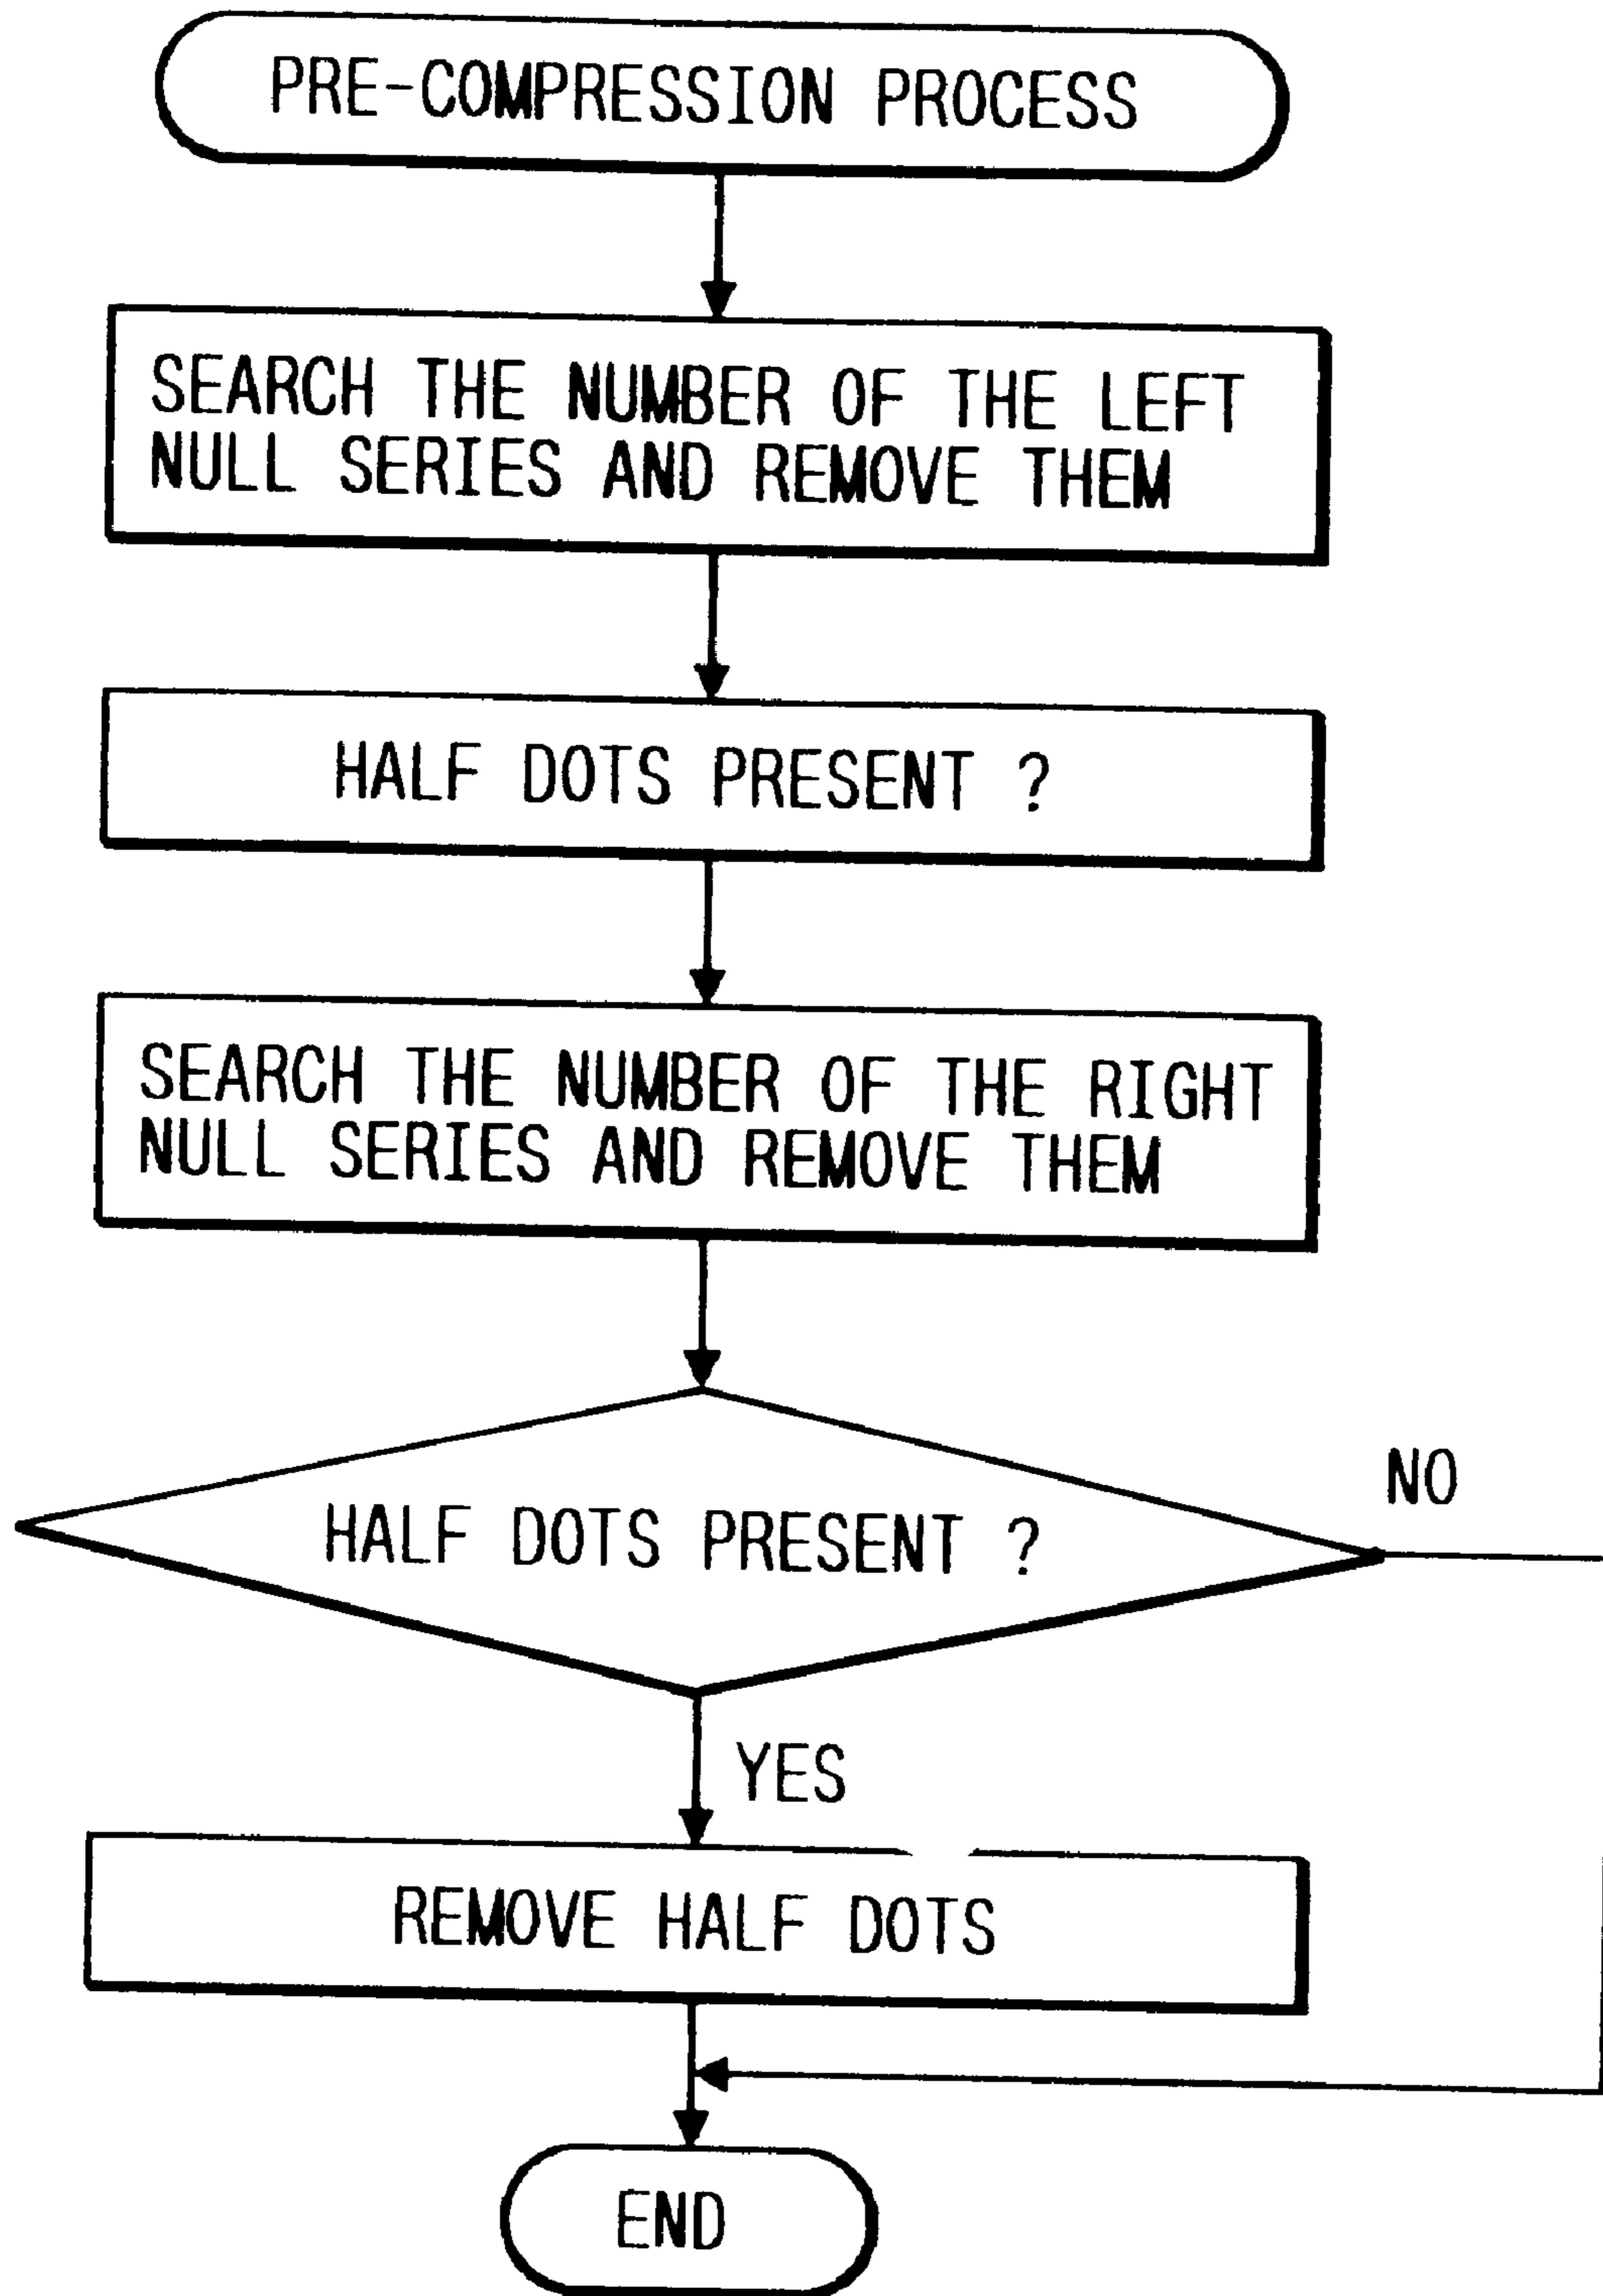 PRE-COMPRESSION PROCESS
SEARCH THE NUMBER OF THE LEFT
NULL SERIES AND REMOVE THEM
HALF DOTS PRESENT ?
SEARCH THE NUMBER OF THE RIGHT
NULL SERIES AND REMOVE THEM
HALF DOTS PRESENT ?
NO
YES
REMOVE HALF DOTS
END